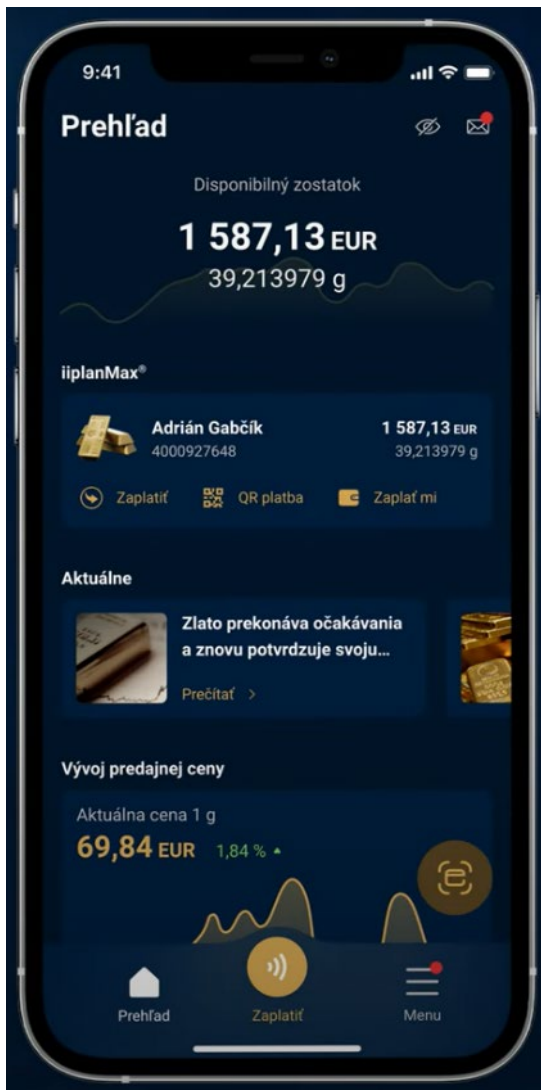 9:41
Prehľad
Disponibilný zostatok
1 587,13 EUR
39,213979 g
iiplanMax®
Adrián Gabčík 1 587,13 EUR
4000927648 39,213979 g
Zaplatiť QR platba Zaplať mi
Aktuálne
Zlato prekonáva očakávania
a znovu potvrdzuje svoju...
Prečítať >
Vývoj predajnej ceny
Aktuálna cena 1 g
69,84 EUR 1,84 %
Prehľad Zaplatiť Menu